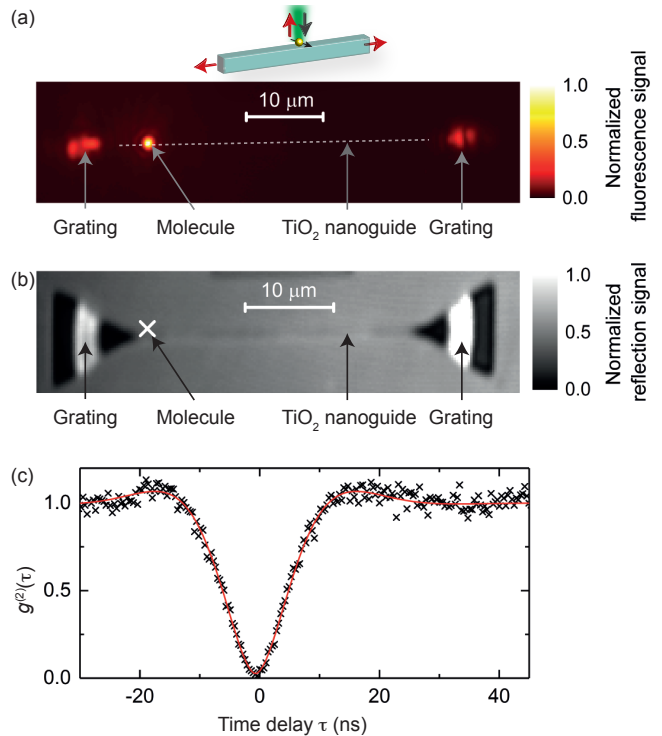 (a)
10 μm
1.0
0.5
0.0
Normalized
fluorescence signal
Grating
Molecule
TiO₂ nanoguide
Grating
(b)
10 μm
1.0
0.5
0.0
Normalized
reflection signal
Grating
Molecule
TiO₂ nanoguide
Grating
(c)
1.0
0.5
0.0
g⁽²⁾(τ)
-20
0
20
40
Time delay τ (ns)